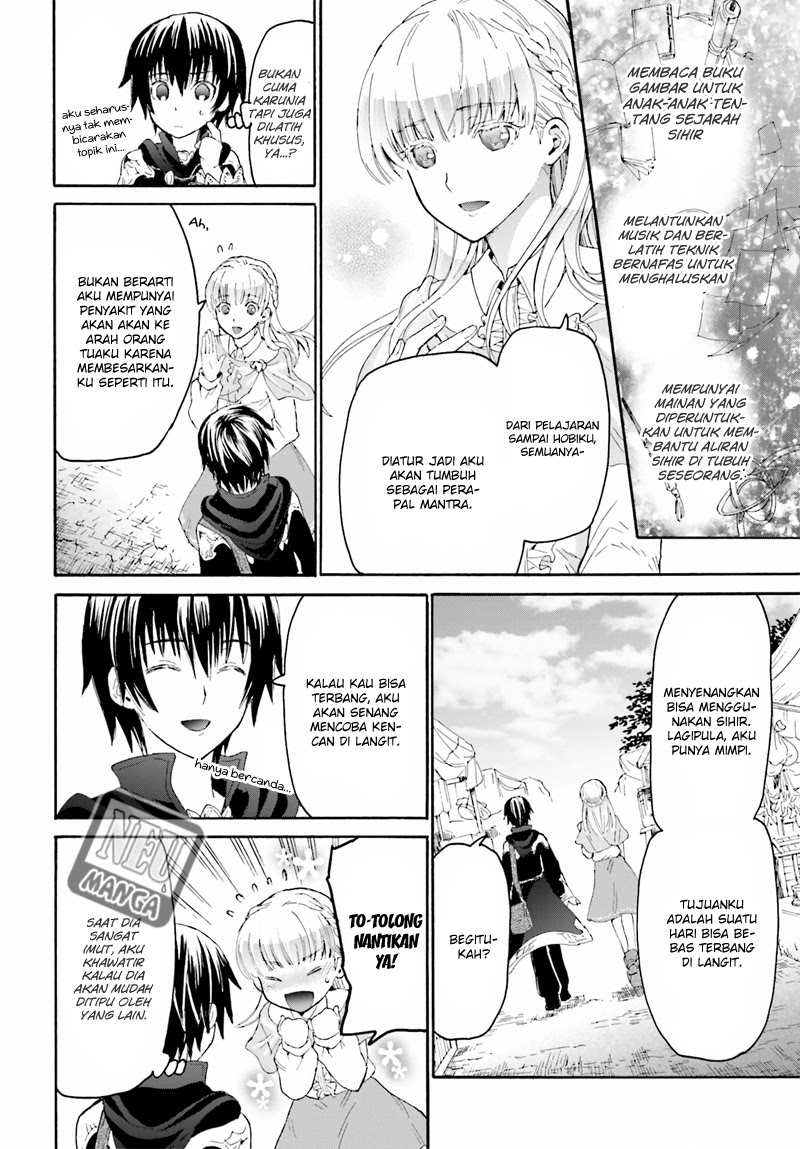 MEMBACA BUKU
GAMBAR UNTUK
ANAK-ANAK TEN-
TANG SEJARAH
SIHIR
MELANTUNKAN
MUSIK DAN BER-
LATIH TEKNIK
BERNAFAS UNTUK
MENGHALUSKAN
MEMPUNYAI
MAINAN YANG
DIPERUNTUK-
KAN UNTUK MEM-
BANTU ALIRAN
SIHIR DI TUBUH
SESEORANG.
DARI PELAJARAN
SAMPAI HOBIKU,
SEMUANYA-
DIATUR JADI AKU
AKAN TUMBUH
SEBAGAI PERA-
PAL MANTRA.
BUKAN
CUMA
KARUNIA
TAPI JUGA
DILATIH
KHUSUS,
YA...?
aku seharus-
nya tak mem-
bicarakan
topik ini...
Ah,
BUKAN BERARTI
AKU MEMPUNYAI
PENYAKIT YANG
AKAN AKAN KE
ARAH ORANG
TUAKU KARENA
MEMBESARKAN-
KU SEPERTI ITU.
MENYENANGKAN
BISA MENGGU-
NAKAN SIHIR.
LAGIPULA, AKU
PUNYA MIMPI.
TUJUANKU
ADALAH SUATU
HARI BISA BE-
BAS TERBANG
DI LANGIT.
BEGITU-
KAH?
KALAU KAU BISA
TERBANG, AKU
AKAN SENANG
MENCOBA KEN-
CAN DI LANGIT.
hanya bercanda...
TO-TOLONG
NANTIKAN
YA!
SAAT DIA
SANGAT
IMUT, AKU
KHAWATIR
KALAU DIA
AKAN MUDAH
DITIPU OLEH
YANG LAIN.
NEU
MANGA